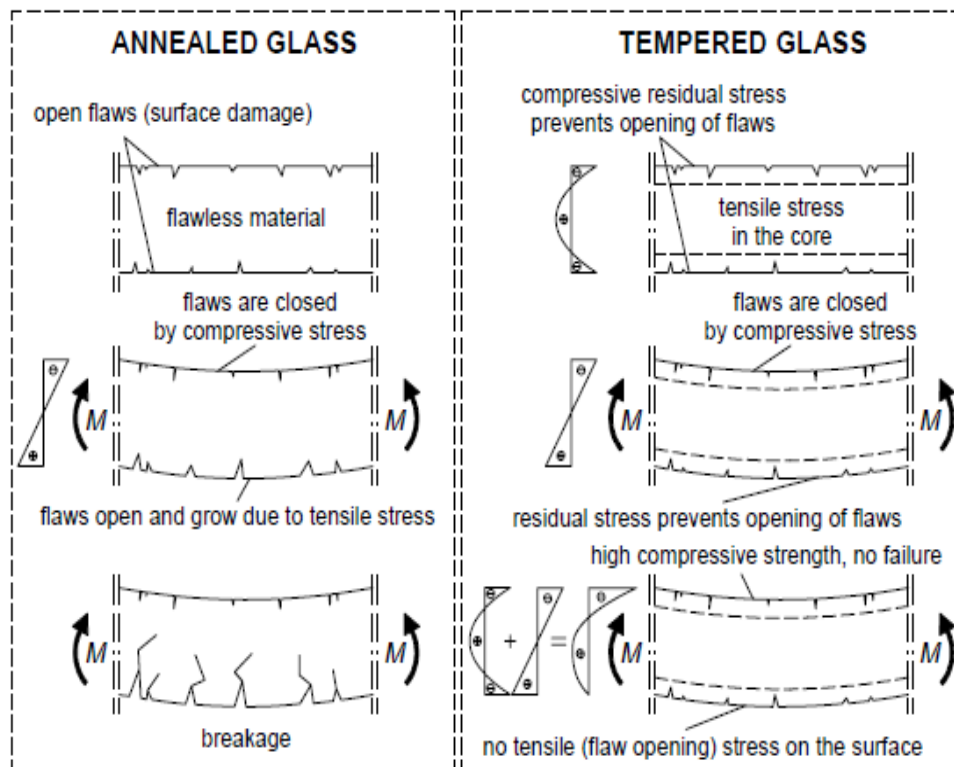 ANNEALED GLASS
open flaws (surface damage)
flawless material
flaws are closed
by compressive stress
M
M
flaws open and grow due to tensile stress
M
M
breakage
TEMPERED GLASS
compressive residual stress
prevents opening of flaws
⊖
⊕
⊖
tensile stress
in the core
flaws are closed
by compressive stress
⊖
⊕
M
M
residual stress prevents opening of flaws
high compressive strength, no failure
⊖ ⊖ ⊖
⊕ + = ⊕
⊖ ⊕
M
M
no tensile (flaw opening) stress on the surface